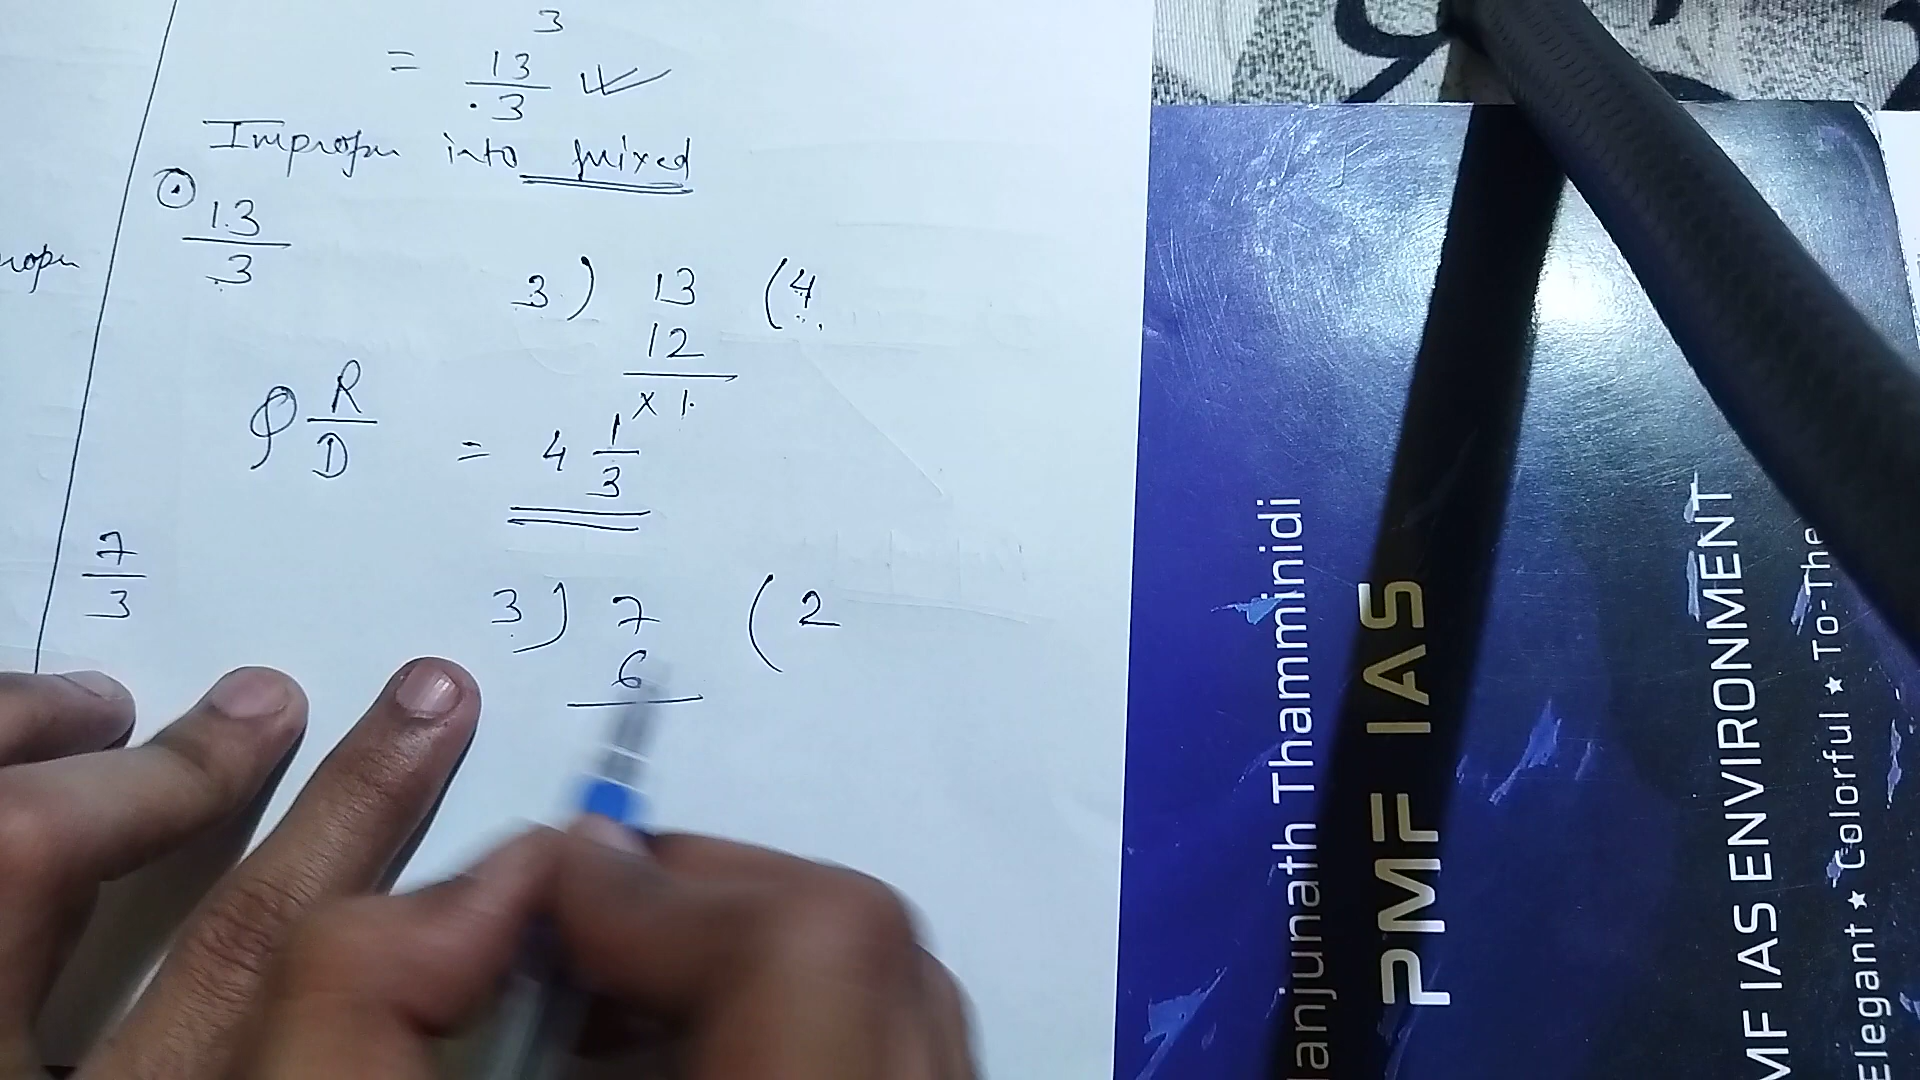 3
= 13/3
Improper into mixed
13/3
3) 13 (4
12
x 1
Q R/D = 4 1/3
7/3
3) 7 (2
6
anjunath Thamminidi
PMF IAS
MF IAS ENVIRONMENT
Elegant ★ Colorful ★ To-The